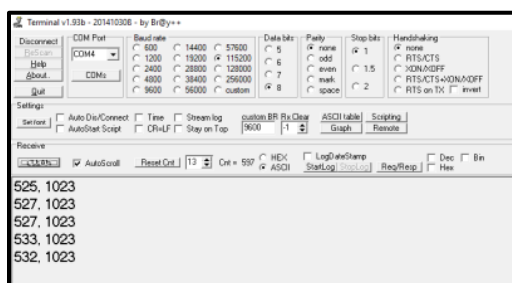 Terminal v1.93b - 20141030ß - by Br@y++
Disconnect
ReScan
Help
About..
Quit
COM Port
COM4
COMs
Baud rate
600 14400 57600
1200 19200 115200
2400 28800 128000
4800 38400 256000
9600 56000 custom
Data bits
5
6
7
8
Parity
none
odd
even
mark
space
Stop bits
1
1.5
2
Handshaking
none
RTS/CTS
XON/XOFF
RTS/CTS+XON/XOFF
RTS on TX invert
Settings
Set font
Auto Dis/Connect Time Stream log
AutoStart Script CR=LF Stay on Top
custom BR Rx Clear
9600 -1
ASCII table Scripting
Graph Remote
Receive
CLEAR
AutoScroll
Reset Cnt 13 Cnt = 597
HEX
ASCII
LogDateStamp
StartLog StopLog Req/Resp
Dec Bin
Hex
525, 1023
527, 1023
527, 1023
533, 1023
532, 1023